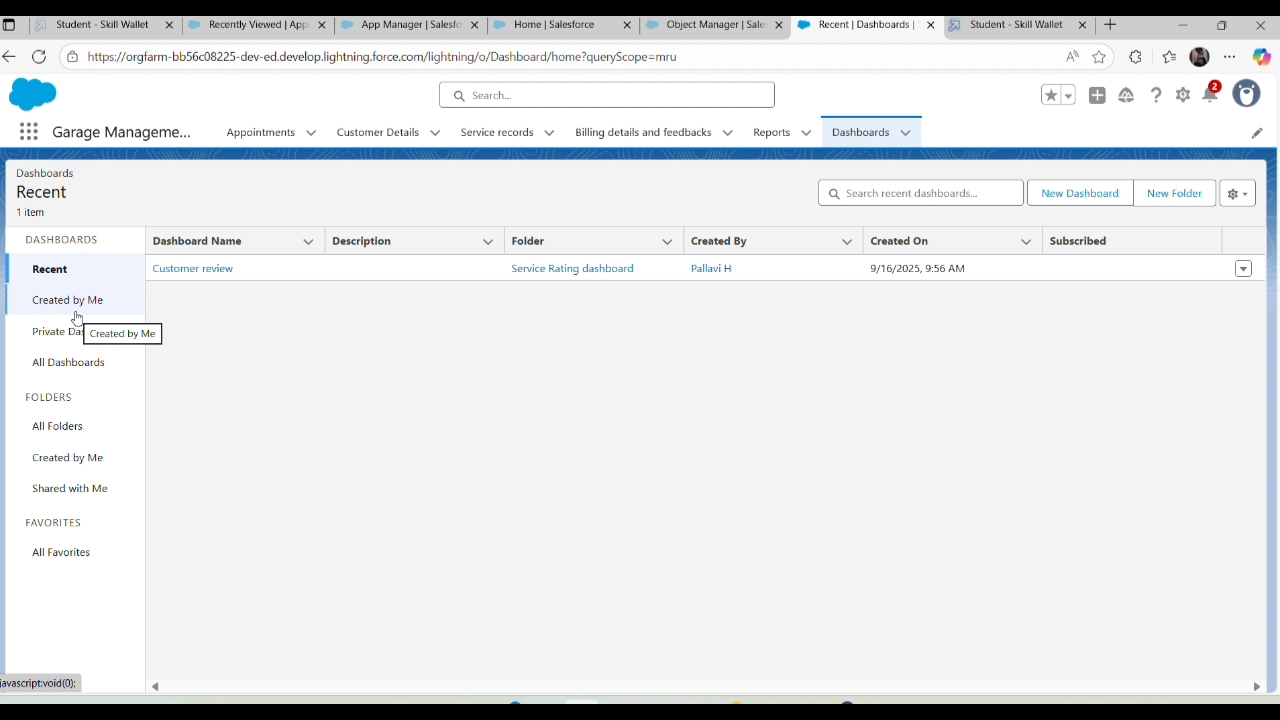 Student - Skill Wallet
Recently Viewed | App
App Manager | Salesfo
Home | Salesforce
Object Manager | Sale
Recent | Dashboards |
Student - Skill Wallet
https://orgfarm-bb56c08225-dev-ed.develop.lightning.force.com/lightning/o/Dashboard/home?queryScope=mru
Search...
2
Garage Manageme...
Appointments
Customer Details
Service records
Billing details and feedbacks
Reports
Dashboards
Dashboards
Recent
1 item
Search recent dashboards...
New Dashboard
New Folder
DASHBOARDS
Recent
Created by Me
Private Das
Created by Me
All Dashboards
FOLDERS
All Folders
Created by Me
Shared with Me
FAVORITES
All Favorites
Dashboard Name
Description
Folder
Created By
Created On
Subscribed
Customer review
Service Rating dashboard
Pallavi H
9/16/2025, 9:56 AM
javascript:void(0);